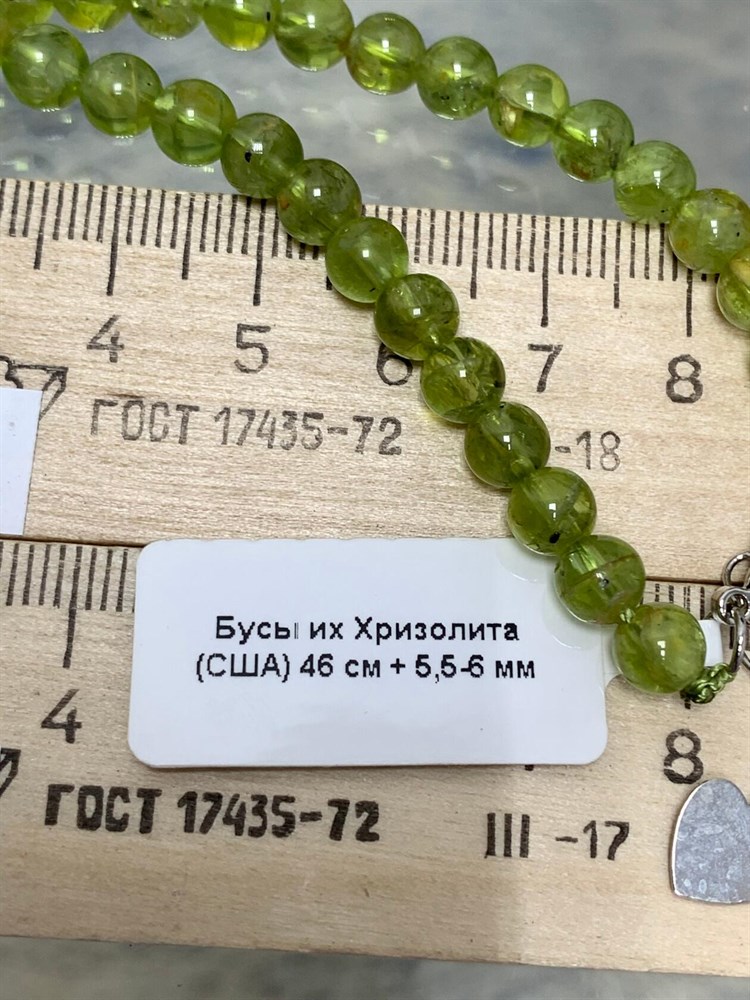 4 5 6 7 8
ГОСТ 17435-72 -18
Бусы их Хризолита
(США) 46 см + 5,5-6 мм
4 8
ГОСТ 17435-72 III -17